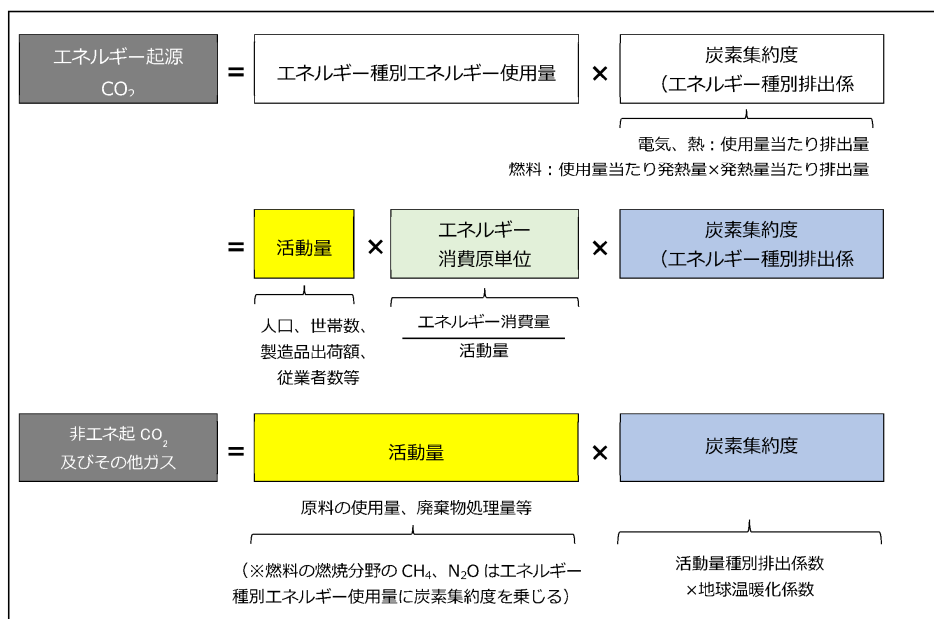 エネルギー起源
CO₂
=
エネルギー種別エネルギー使用量
×
炭素集約度
（エネルギー種別排出係
電気、熱：使用量当たり排出量
燃料：使用量当たり発熱量×発熱量当たり排出量
=
活動量
×
エネルギー
消費原単位
×
炭素集約度
（エネルギー種別排出係
人口、世帯数、
製造品出荷額、
従業者数等
エネルギー消費量
活動量
非エネ起 CO₂
及びその他ガス
=
活動量
×
炭素集約度
原料の使用量、廃棄物処理量等
（※燃料の燃焼分野の CH₄、N₂O はエネルギー
種別エネルギー使用量に炭素集約度を乗じる）
活動量種別排出係数
×地球温暖化係数